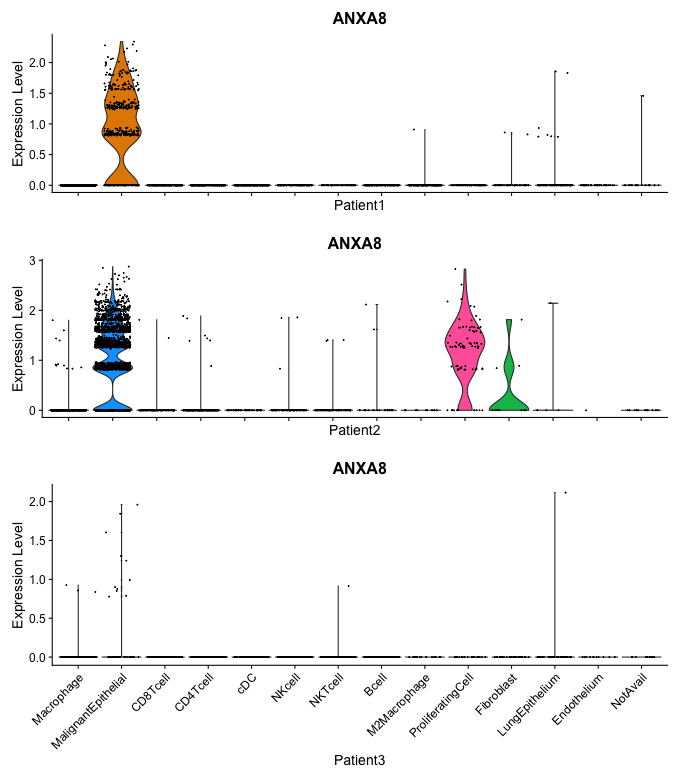 ANXA8
Expression Level
2.0
1.5
1.0
0.5
0.0
Patient1
ANXA8
Expression Level
3
2
1
0
Patient2
ANXA8
Expression Level
2.0
1.5
1.0
0.5
0.0
Macrophage
MalignantEpithelial
CD8Tcell
CD4Tcell
cDC
NKcell
NKTcell
Bcell
M2Macrophage
ProliferatingCell
Fibroblast
LungEpithelium
Endothelium
NotAvail
Patient3